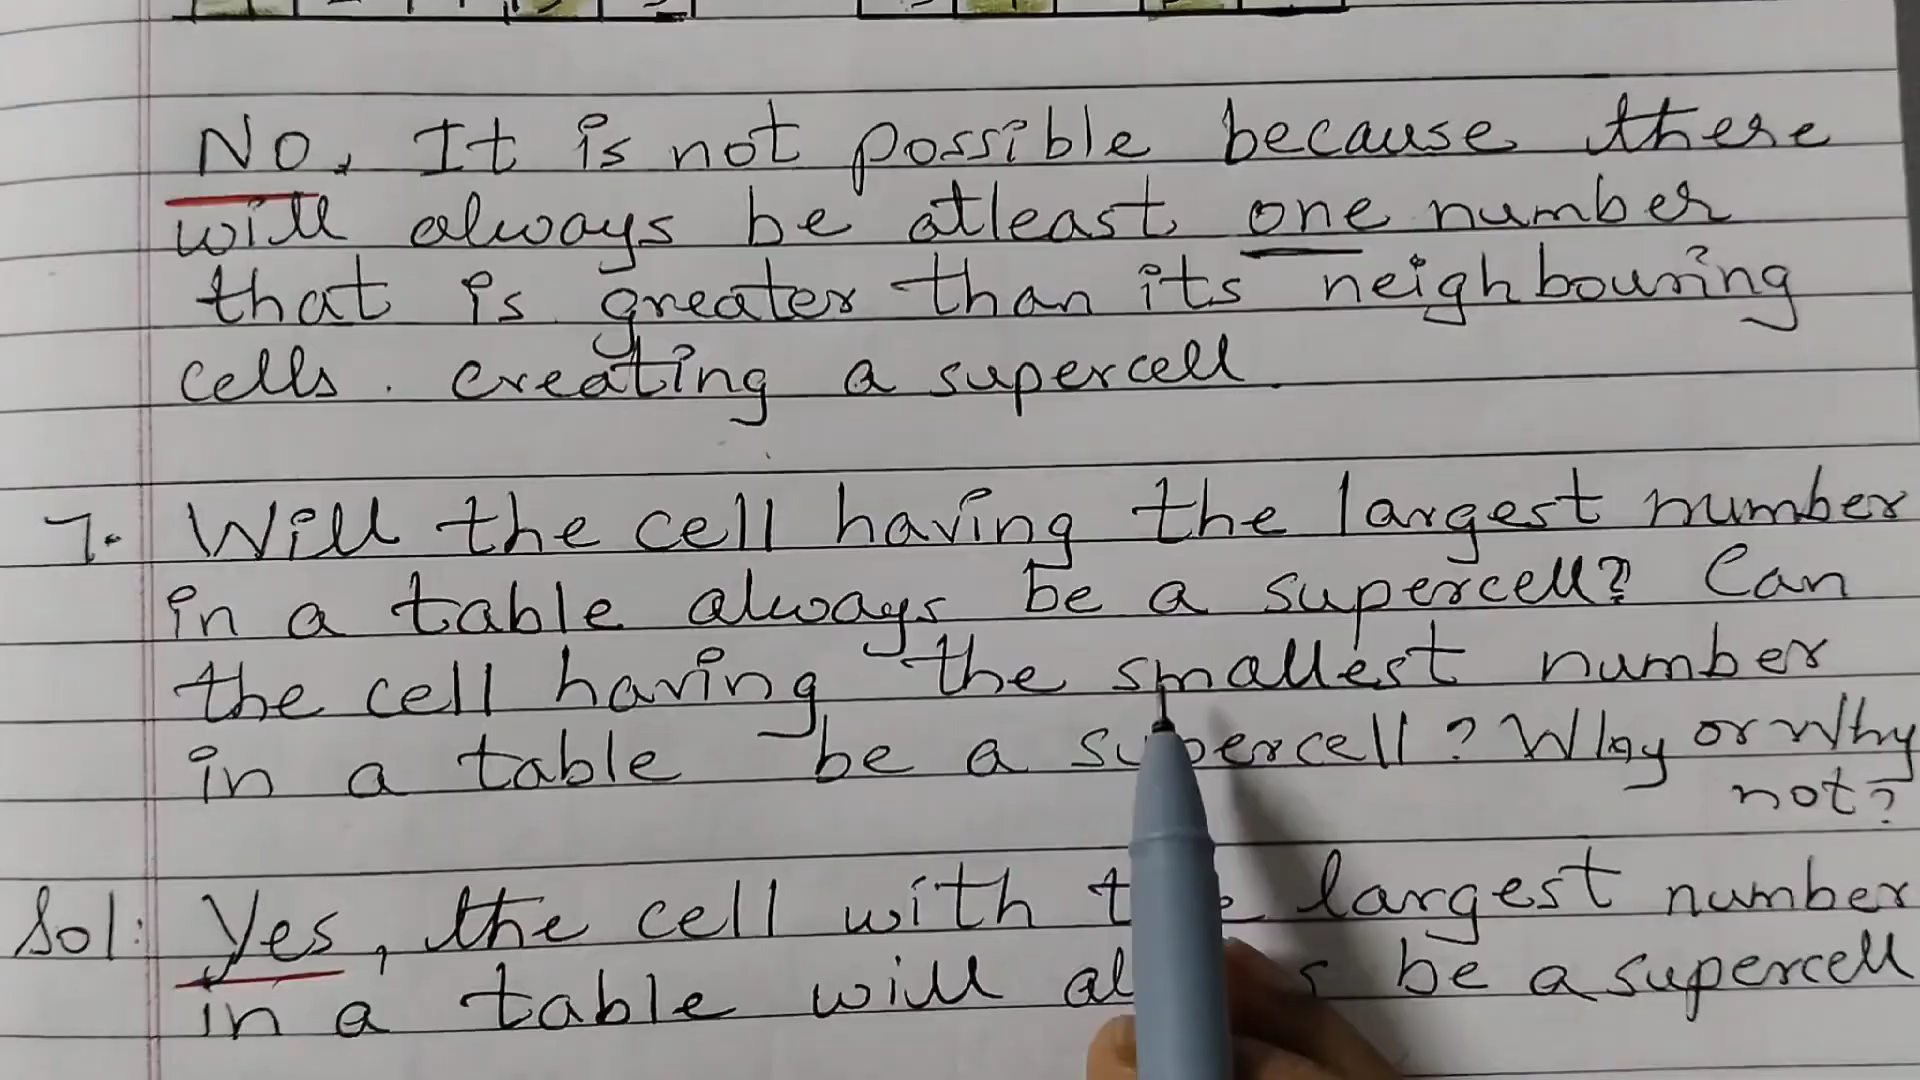 No, It is not possible because there
will always be atleast one number
that is greater than its neighbouring
cells. creating a supercell.
7. Will the cell having the largest number
in a table always be a supercell? Can
the cell having the smallest number
in a table be a supercell? Why or Why
not?
Sol: Yes, the cell with largest number
in a table will be a supercell